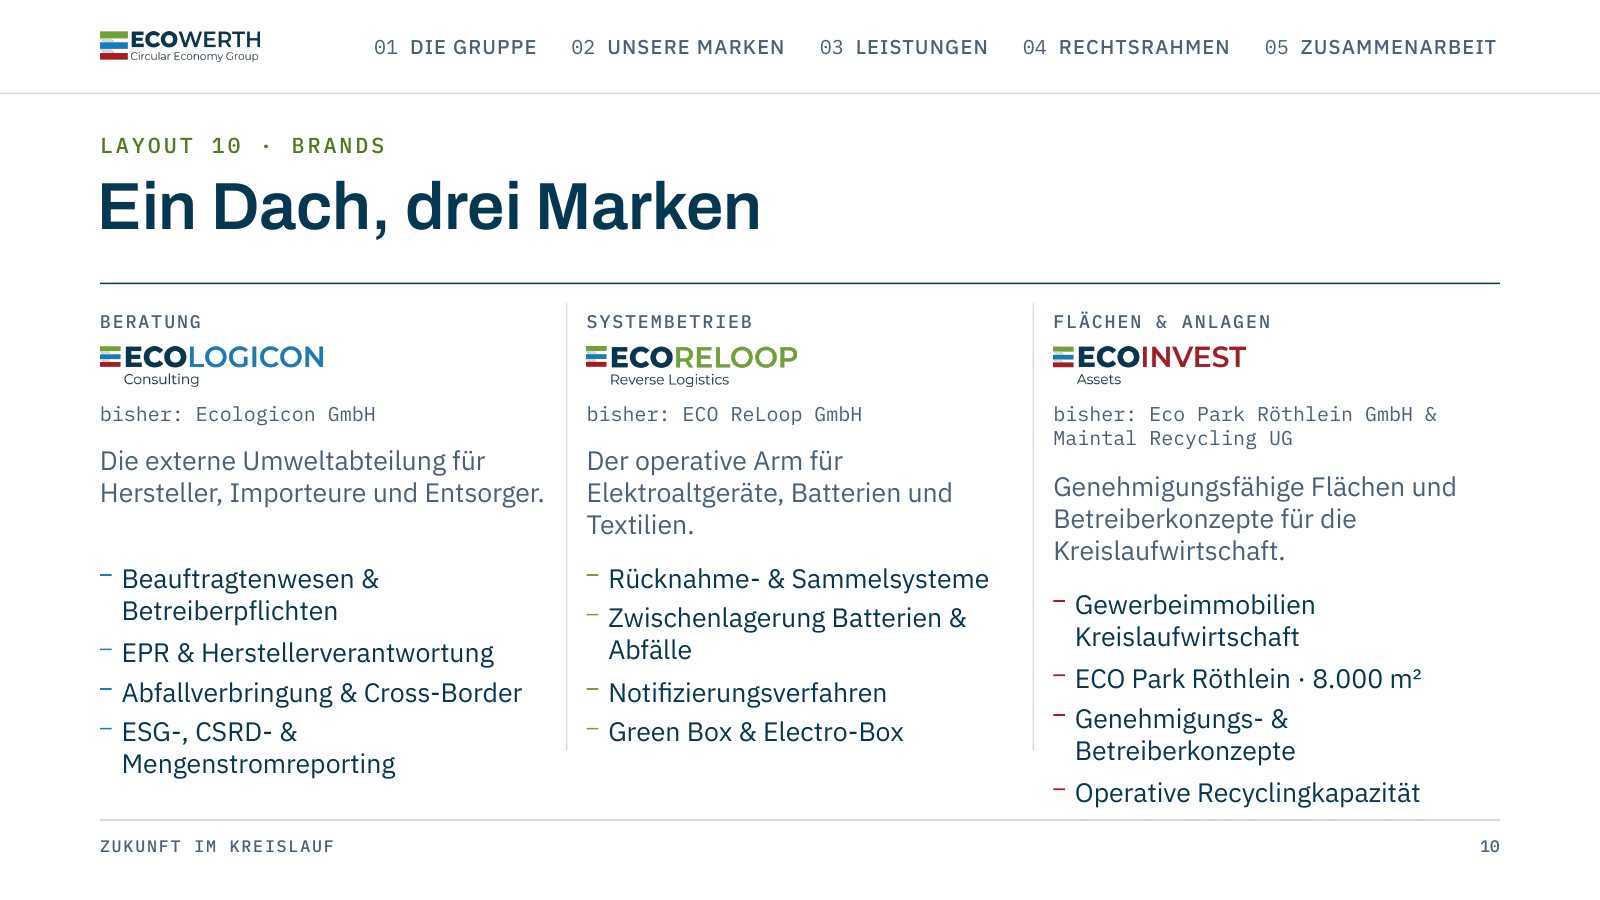 ECOWERTH
Circular Economy Group
01 DIE GRUPPE
02 UNSERE MARKEN
03 LEISTUNGEN
04 RECHTSRAHMEN
05 ZUSAMMENARBEIT
LAYOUT 10 · BRANDS
Ein Dach, drei Marken
BERATUNG
ECOLOGICON
Consulting
bisher: Ecologicon GmbH
Die externe Umweltabteilung für
Hersteller, Importeure und Entsorger.
– Beauftragtenwesen &
Betreiberpflichten
– EPR & Herstellerverantwortung
– Abfallverbringung & Cross-Border
– ESG-, CSRD- &
Mengenstromreporting
SYSTEMBETRIEB
ECORELOOP
Reverse Logistics
bisher: ECO ReLoop GmbH
Der operative Arm für
Elektroaltgeräte, Batterien und
Textilien.
– Rücknahme- & Sammelsysteme
– Zwischenlagerung Batterien &
Abfälle
– Notifizierungsverfahren
– Green Box & Electro-Box
FLÄCHEN & ANLAGEN
ECOINVEST
Assets
bisher: Eco Park Röthlein GmbH &
Maintal Recycling UG
Genehmigungsfähige Flächen und
Betreiberkonzepte für die
Kreislaufwirtschaft.
– Gewerbeimmobilien
Kreislaufwirtschaft
– ECO Park Röthlein · 8.000 m²
– Genehmigungs- &
Betreiberkonzepte
– Operative Recyclingkapazität
ZUKUNFT IM KREISLAUF
10